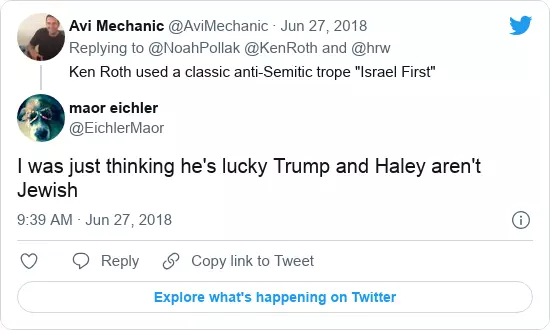 Avi Mechanic @AviMechanic · Jun 27, 2018
Replying to @NoahPollak @KenRoth and @hrw
Ken Roth used a classic anti-Semitic trope "Israel First"
maor eichler
@EichlerMaor
I was just thinking he's lucky Trump and Haley aren't
Jewish
9:39 AM · Jun 27, 2018
Reply
Copy link to Tweet
Explore what's happening on Twitter